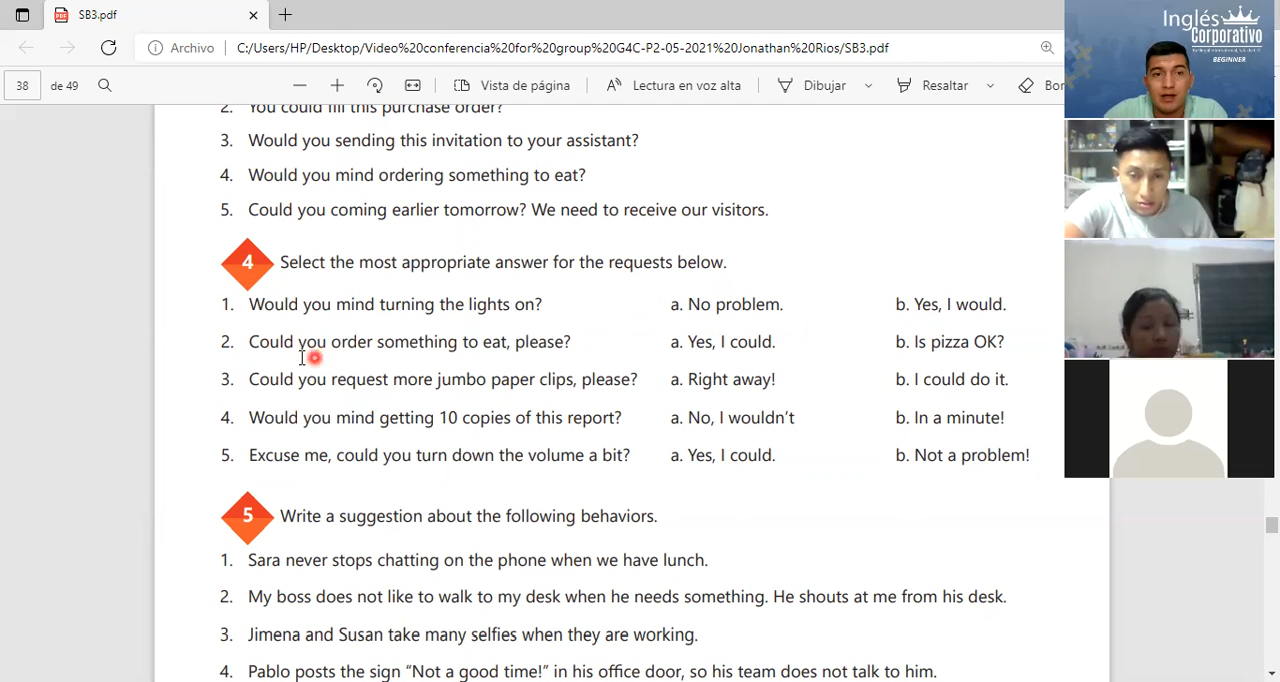 SB3.pdf
Archivo C:/Users/HP/Desktop/Video%20conferencia%20for%20group%20G4C-P2-05-2021%20Jonathan%20Rios/SB3.pdf
38 de 49 Vista de página Lectura en voz alta Dibujar Resaltar Bor
Inglés
Corporativo
BEGINNER
2. You could fill this purchase order?
3. Would you sending this invitation to your assistant?
4. Would you mind ordering something to eat?
5. Could you coming earlier tomorrow? We need to receive our visitors.
4 Select the most appropriate answer for the requests below.
1. Would you mind turning the lights on? a. No problem. b. Yes, I would.
2. Could you order something to eat, please? a. Yes, I could. b. Is pizza OK?
3. Could you request more jumbo paper clips, please? a. Right away! b. I could do it.
4. Would you mind getting 10 copies of this report? a. No, I wouldn't b. In a minute!
5. Excuse me, could you turn down the volume a bit? a. Yes, I could. b. Not a problem!
5 Write a suggestion about the following behaviors.
1. Sara never stops chatting on the phone when we have lunch.
2. My boss does not like to walk to my desk when he needs something. He shouts at me from his desk.
3. Jimena and Susan take many selfies when they are working.
4. Pablo posts the sign “Not a good time!” in his office door, so his team does not talk to him.